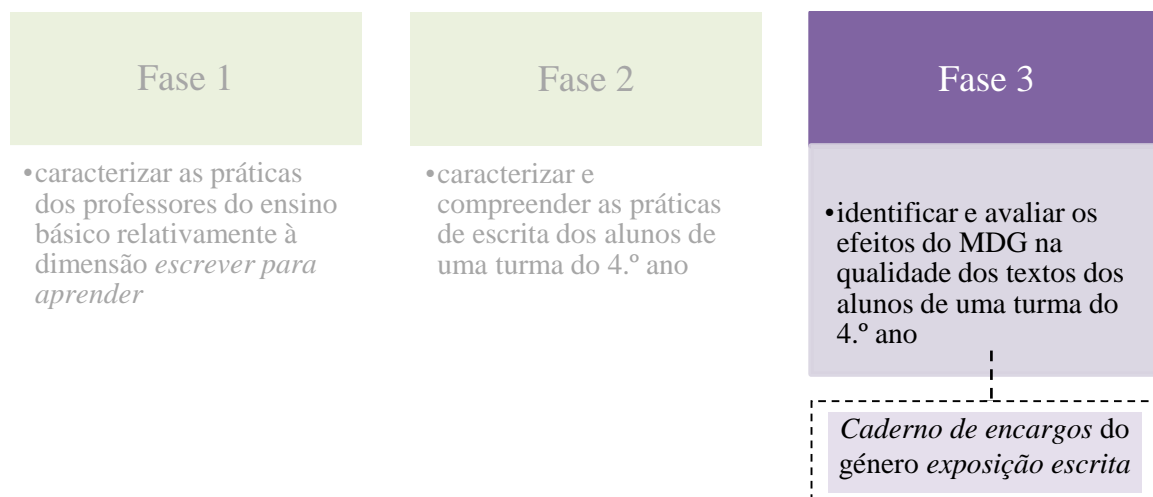 Fase 1
•caracterizar as práticas
dos professores do ensino
básico relativamente à
dimensão escrever para
aprender
Fase 2
•caracterizar e
compreender as práticas
de escrita dos alunos de
uma turma do 4.º ano
Fase 3
•identificar e avaliar os
efeitos do MDG na
qualidade dos textos dos
alunos de uma turma do
4.º ano
Caderno de encargos do
género exposição escrita